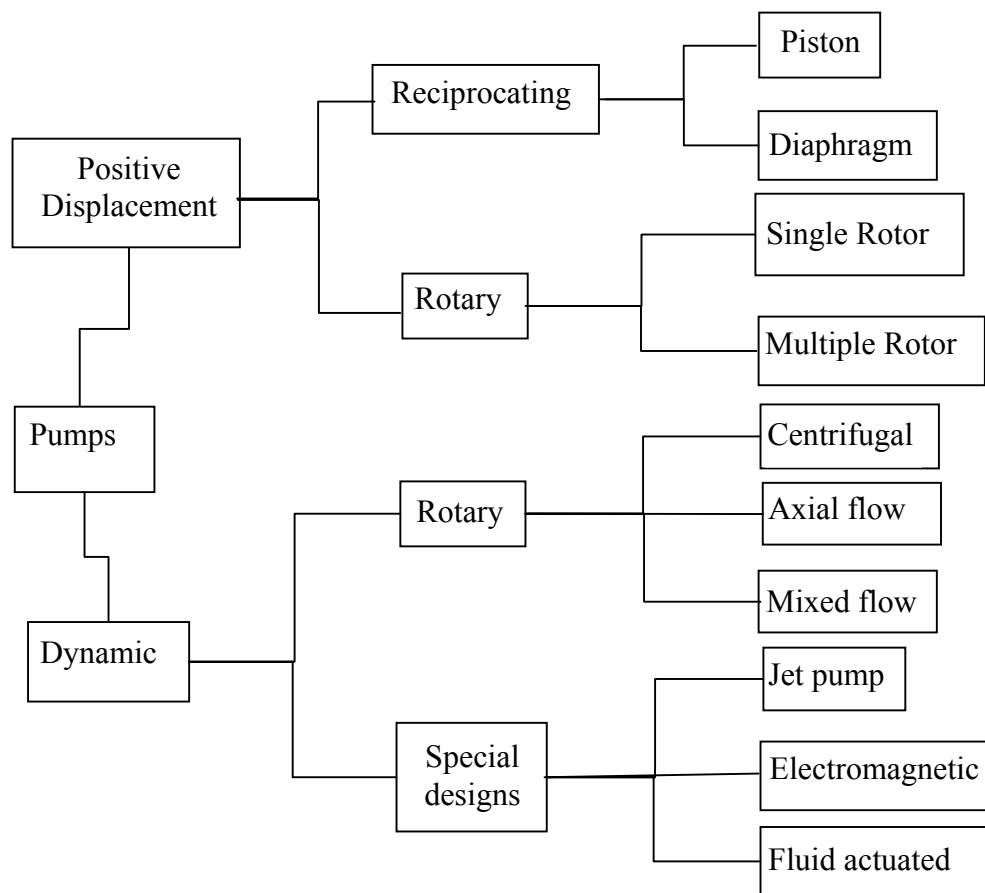 Piston
Reciprocating
Diaphragm
Positive
Displacement
Single Rotor
Rotary
Multiple Rotor
Pumps
Centrifugal
Rotary
Axial flow
Mixed flow
Dynamic
Jet pump
Special
designs
Electromagnetic
Fluid actuated